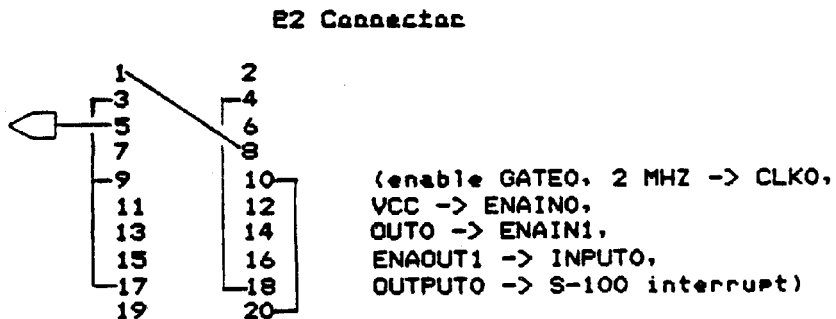 E2 Connector
1 2
3 4
5 6
7 8
9 10 (enable GATE0, 2 MHZ -> CLK0,
11 12 VCC -> ENAIN0,
13 14 OUT0 -> ENAIN1,
15 16 ENAOUT1 -> INPUT0,
17 18 OUTPUT0 -> S-100 interrupt)
19 20